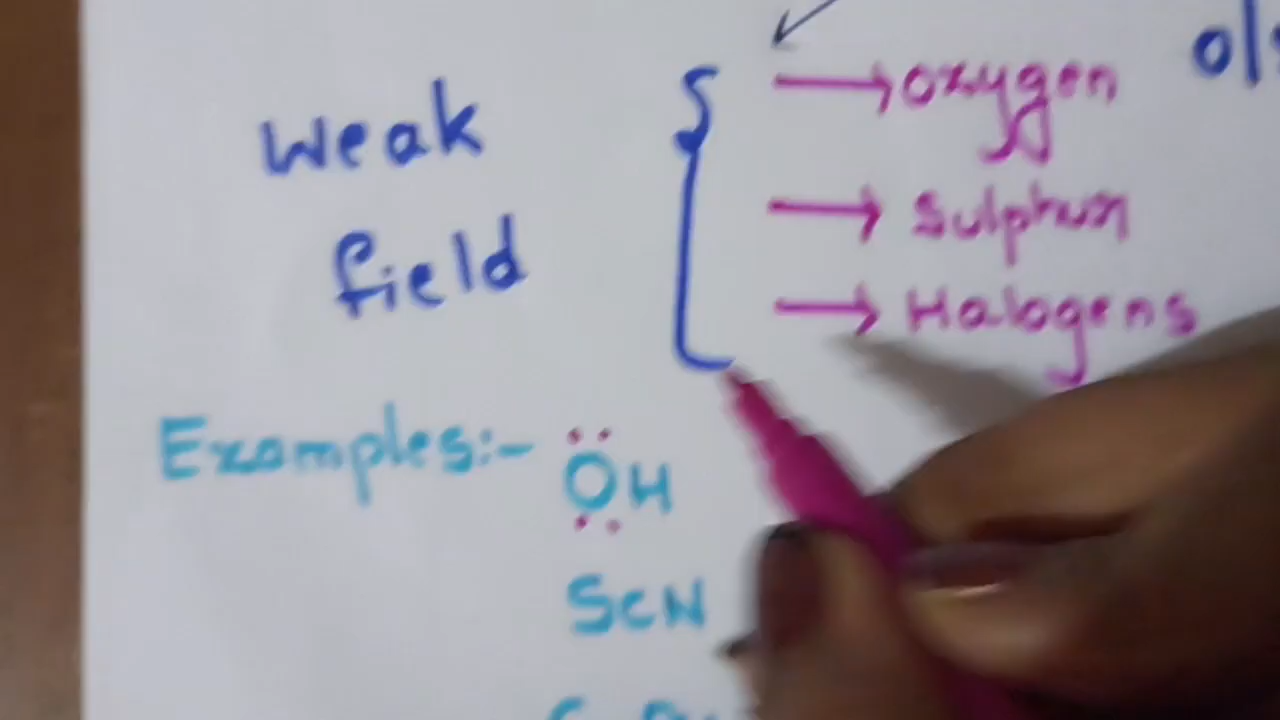 weak
field
→ Oxygen
→ Sulphur
→ Halogens
Examples:- OH
SCN